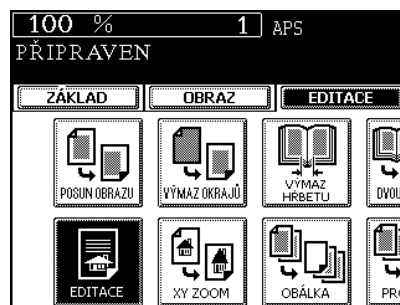 100 % 1 APS
PŘIPRAVEN
ZÁKLAD OBRAZ EDITACE
POSUN OBRAZU VÝMAZ OKRAJŮ VÝMAZ HŘBETU
EDITACE XY ZOOM OBÁLKA